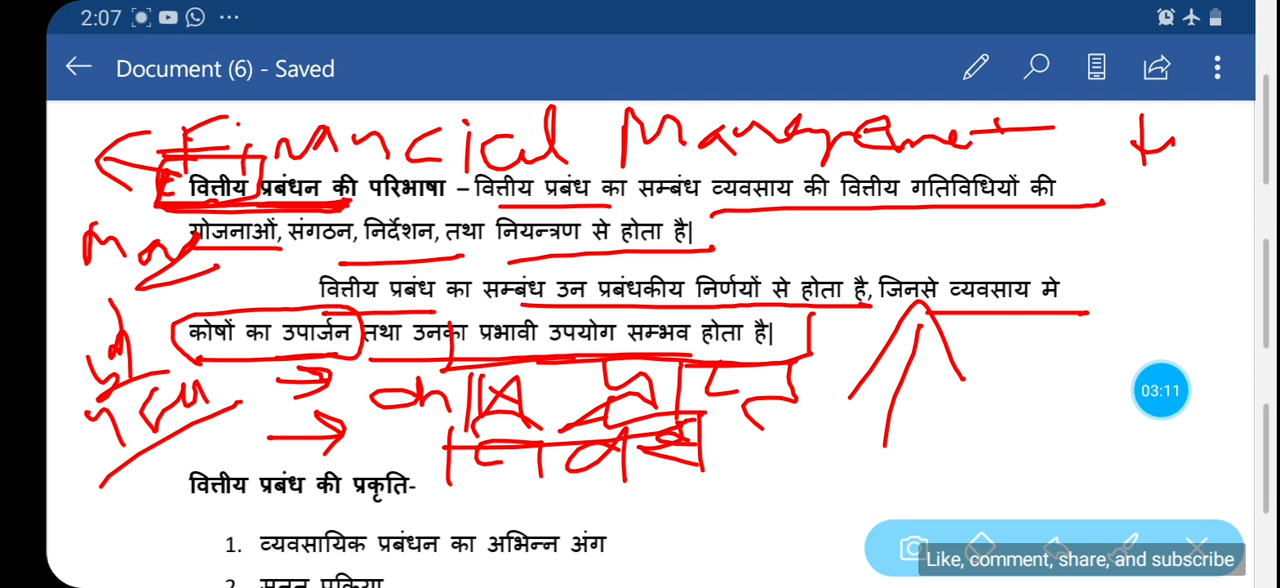 2:07
Document (6) - Saved
Financial Management
वित्तीय प्रबंधन की परिभाषा – वित्तीय प्रबंध का सम्बंध व्यवसाय की वित्तीय गतिविधियों की
योजनाओं, संगठन, निर्देशन, तथा नियन्त्रण से होता है|
वित्तीय प्रबंध का सम्बंध उन प्रबंधकीय निर्णयों से होता है, जिनसे व्यवसाय मे
कोषों का उपार्जन तथा उनका प्रभावी उपयोग सम्भव होता है|
03:11
वित्तीय प्रबंध की प्रकृति-
1. व्यवसायिक प्रबंधन का अभिन्न अंग
Like, comment, share, and subscribe
2.